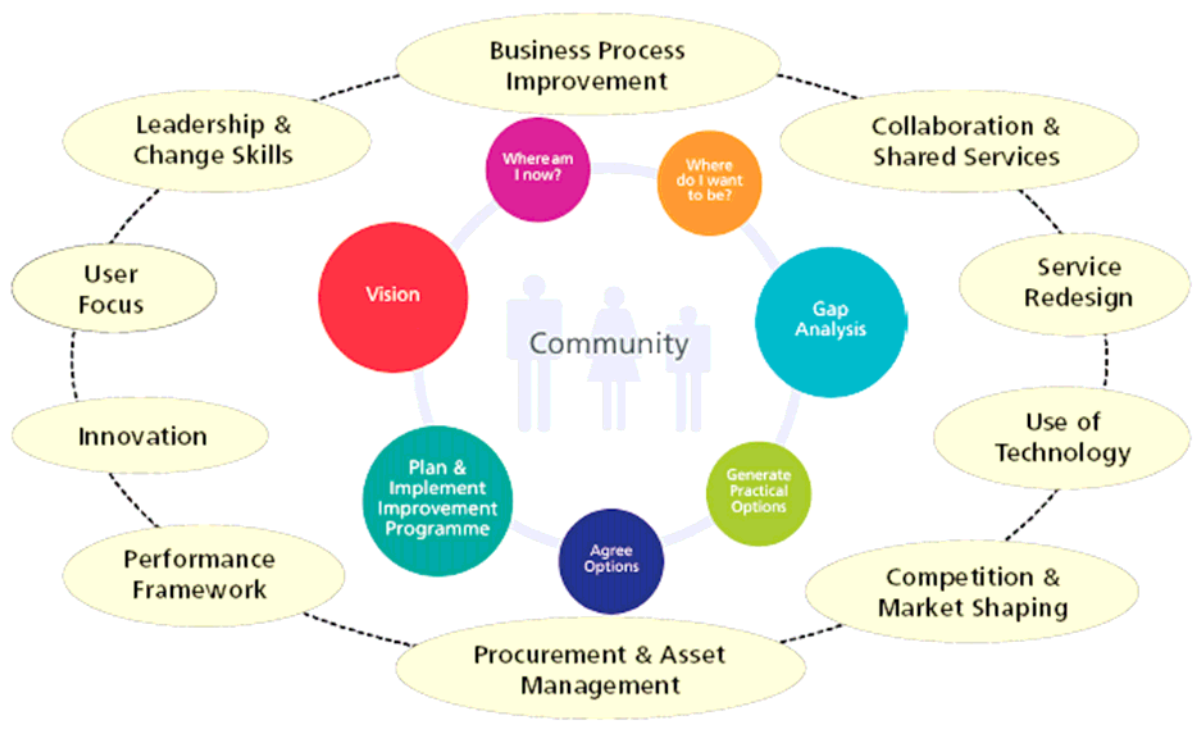 Business Process
Improvement
Leadership &
Change Skills
Collaboration &
Shared Services
Where am
I now?
Where
do I want
to be?
User
Focus
Vision
Gap
Analysis
Service
Redesign
Community
Innovation
Plan &
Implement
Improvement
Programme
Generate
Practical
Options
Use of
Technology
Agree
Options
Performance
Framework
Competition &
Market Shaping
Procurement & Asset
Management